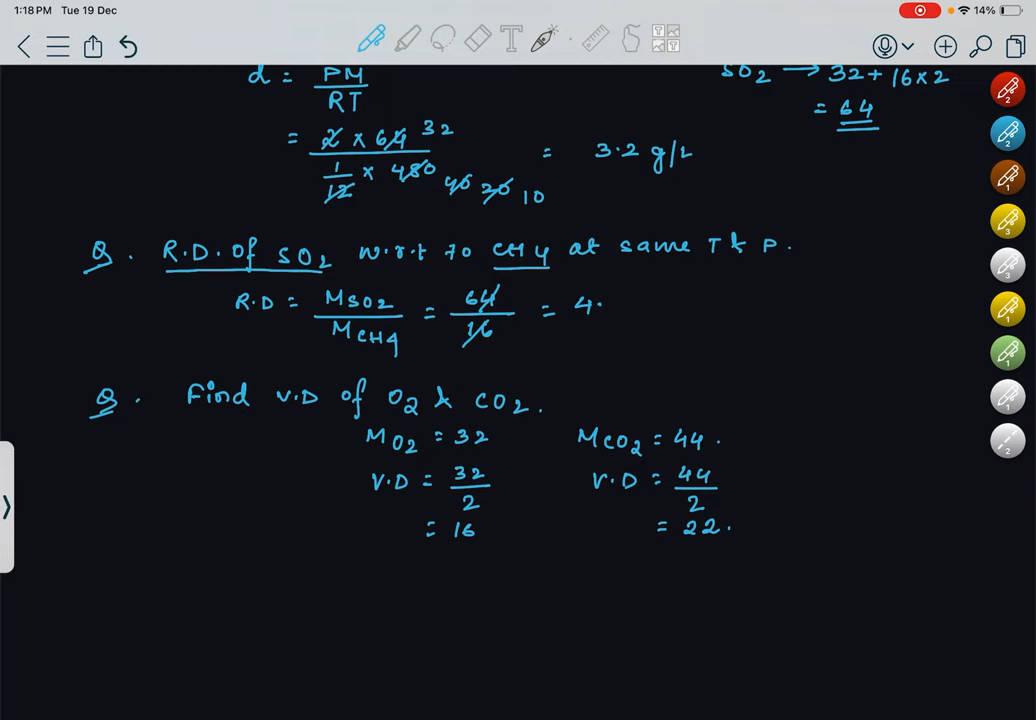 1:18 PM Tue 19 Dec 14%
d = PM/RT
SO2 → 32 + 16 × 2
= 64
= 2 × 64 32 / 1/12 × 480 40 20 10 = 3.2 g/L
Q. R.D. of SO2 w.r.t to CH4 at same T & P.
R.D = MSO2/MCH4 = 64/16 = 4.
Q. Find V.D of O2 & CO2.
MO2 = 32 MCO2 = 44.
V.D = 32/2 V.D = 44/2
= 16 = 22.